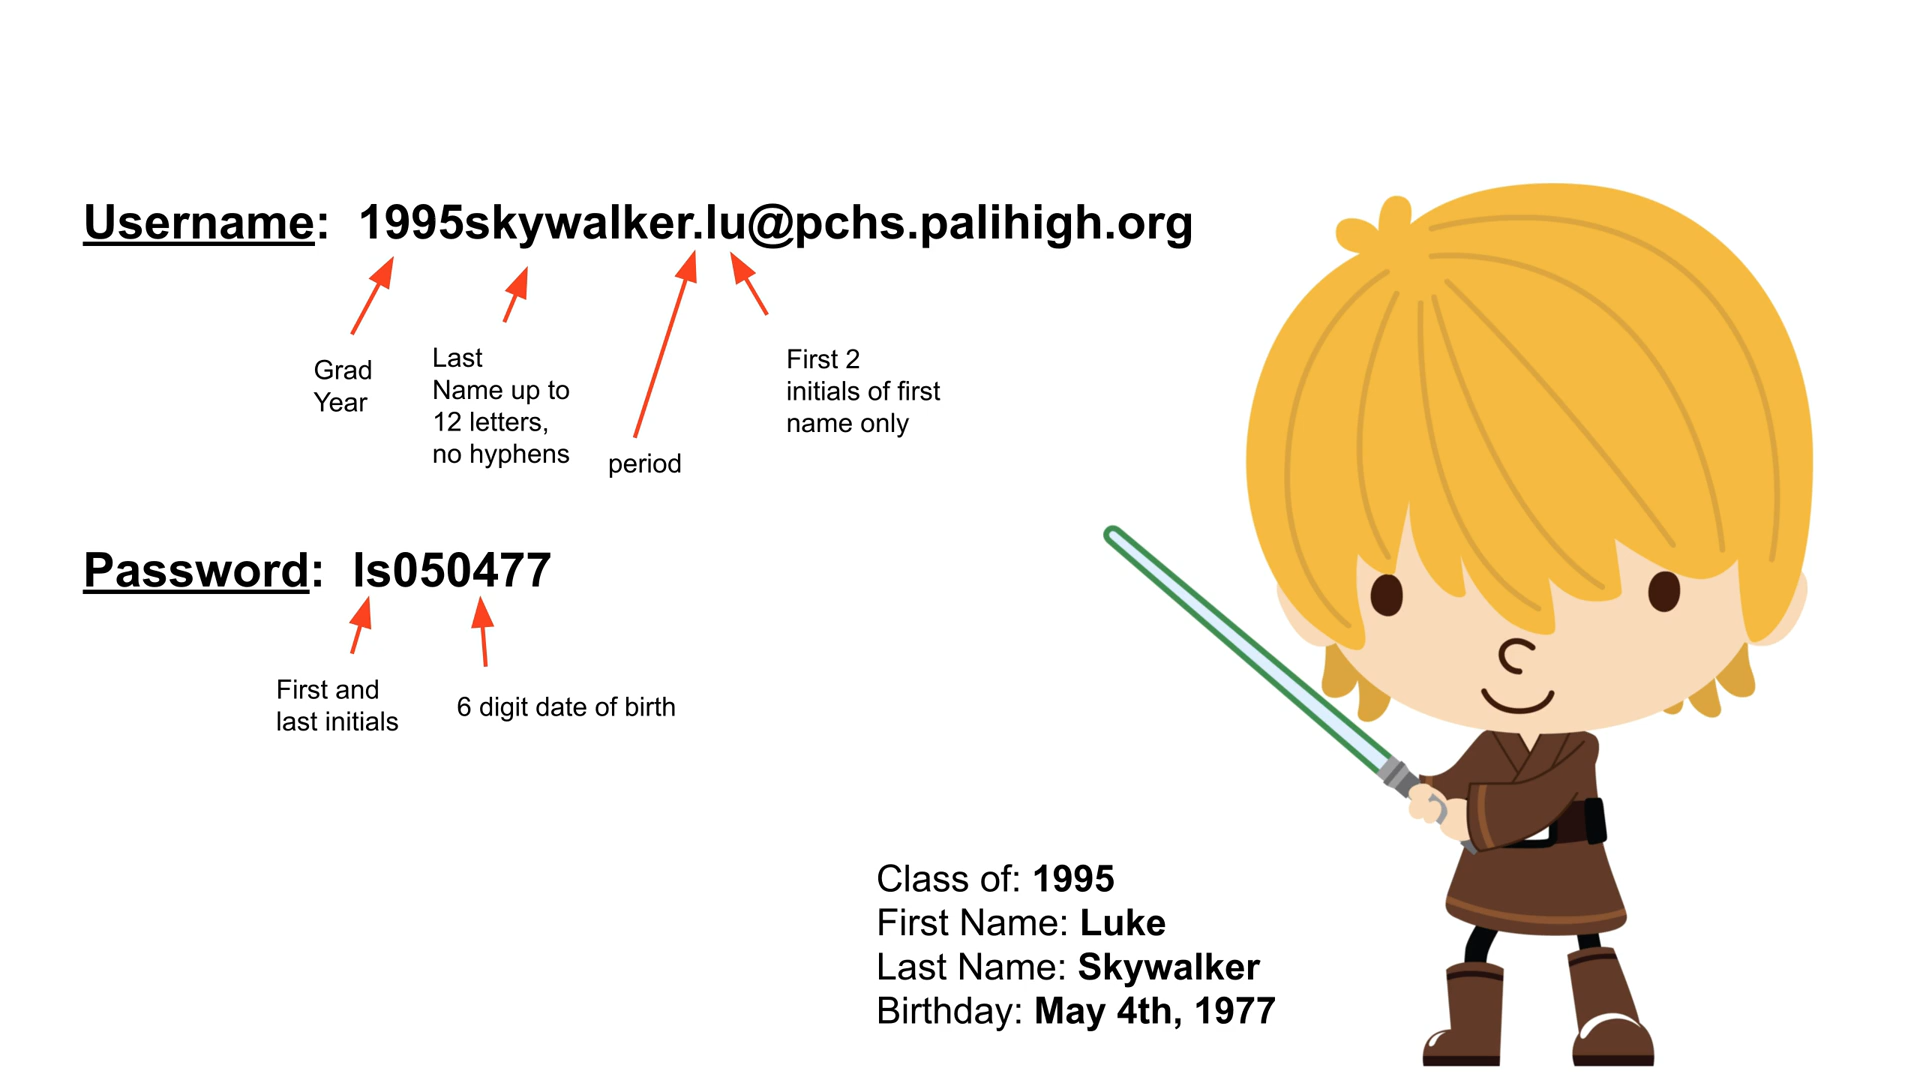 Username: 1995skywalker.lu@pchs.palihigh.org
Grad
Year
Last
Name up to
12 letters,
no hyphens
period
First 2
initials of first
name only
Password: ls050477
First and
last initials
6 digit date of birth
Class of: 1995
First Name: Luke
Last Name: Skywalker
Birthday: May 4th, 1977